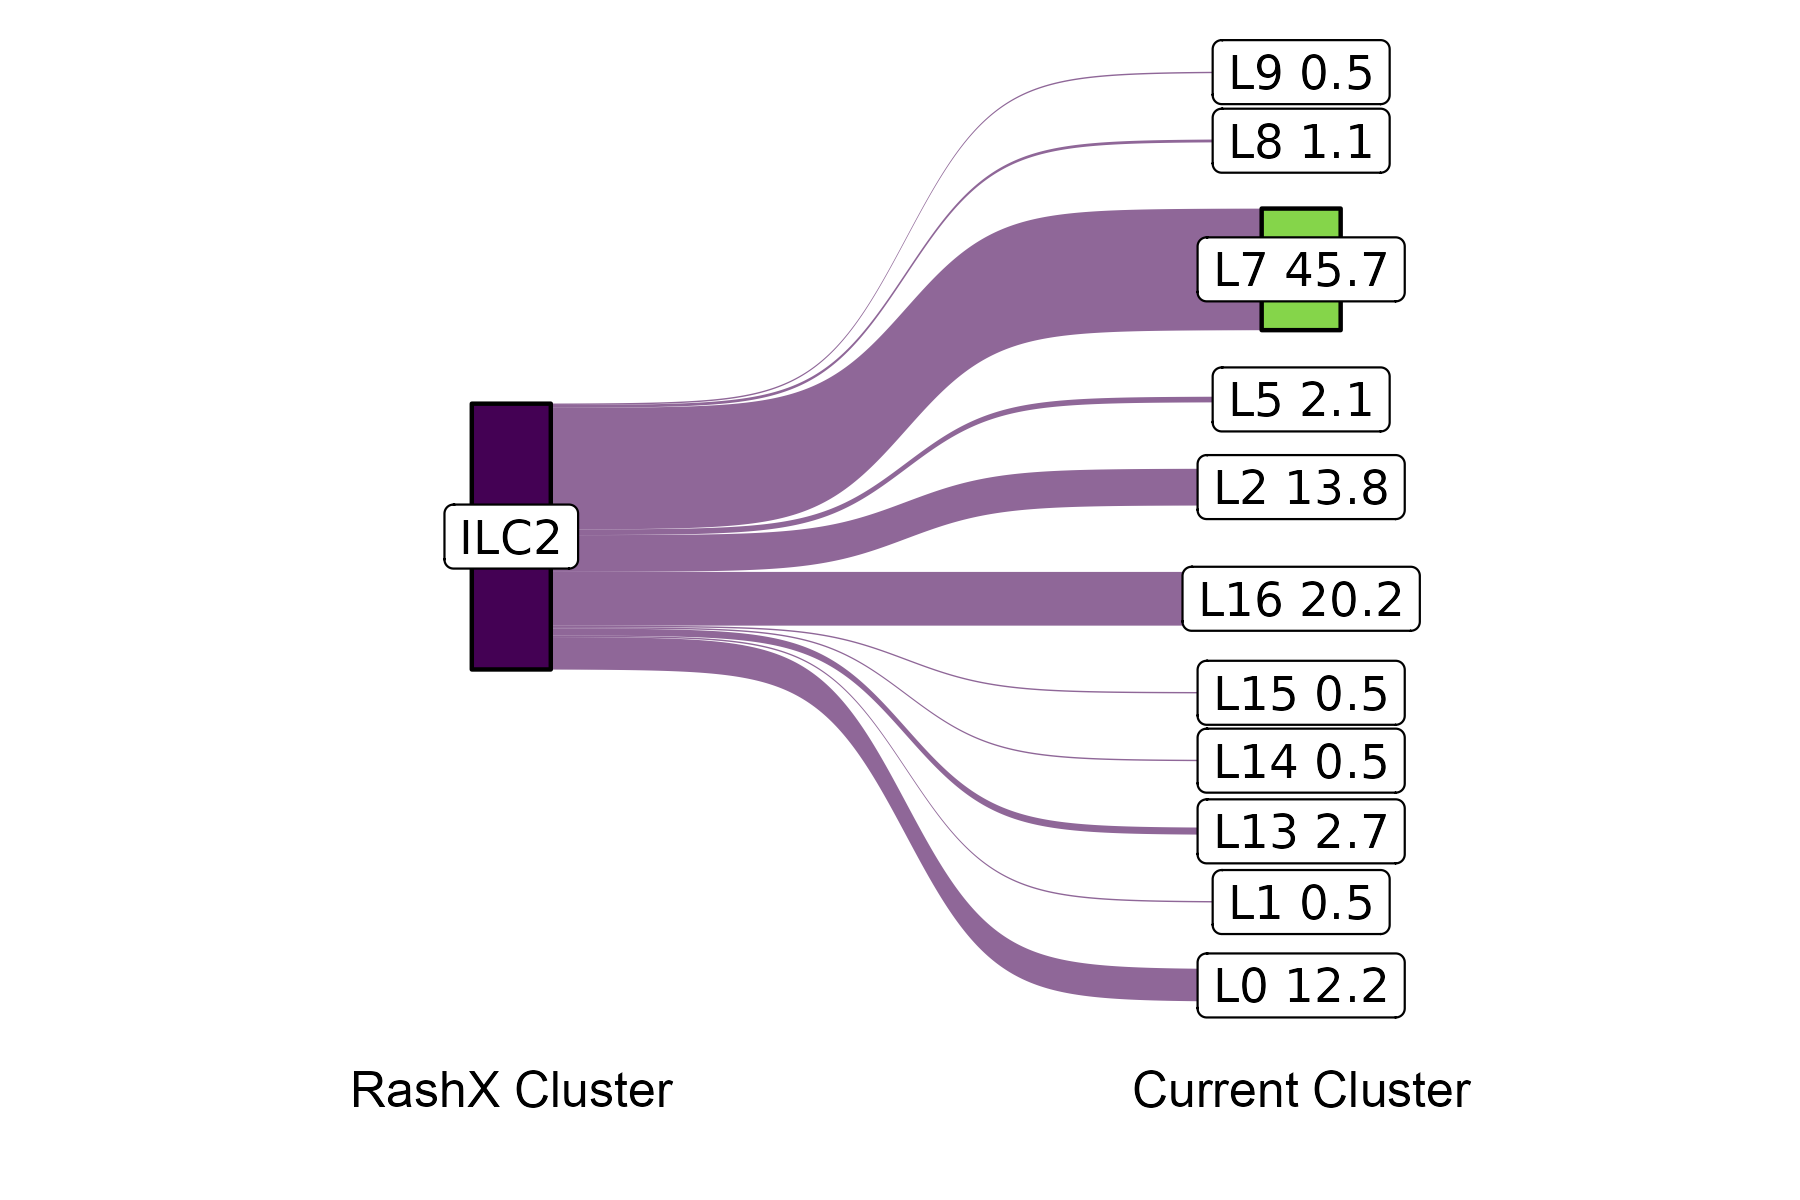 L9 0.5
L8 1.1
L7 45.7
L5 2.1
L2 13.8
ILC2
L16 20.2
L15 0.5
L14 0.5
L13 2.7
L1 0.5
L0 12.2
RashX Cluster
Current Cluster